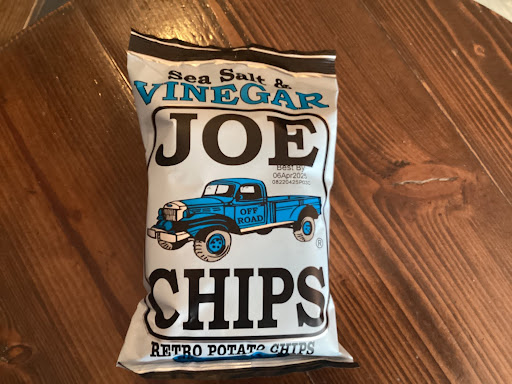 Sea Salt &
VINEGAR
JOE
Best By
06Apr2025
OFF
ROAD
®
CHIPS
RETRO POTATO CHIPS